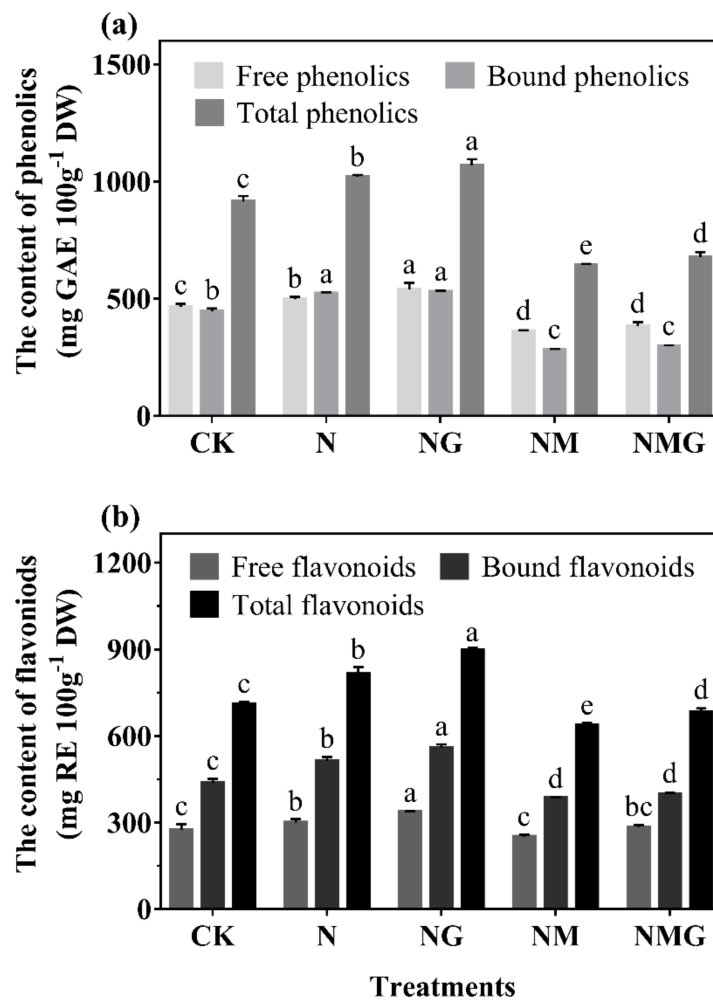 (a)
The content of phenolics
(mg GAE 100g⁻¹ DW)
1500
1000
500
0
Free phenolics
Bound phenolics
Total phenolics
c b c
b a b
a a a
d c e
d c d
CK N NG NM NMG
(b)
The content of flavoniods
(mg RE 100g⁻¹ DW)
1200
900
600
300
0
Free flavonoids
Bound flavonoids
Total flavonoids
c c c
b b b
a a a
c d e
bc d d
CK N NG NM NMG
Treatments